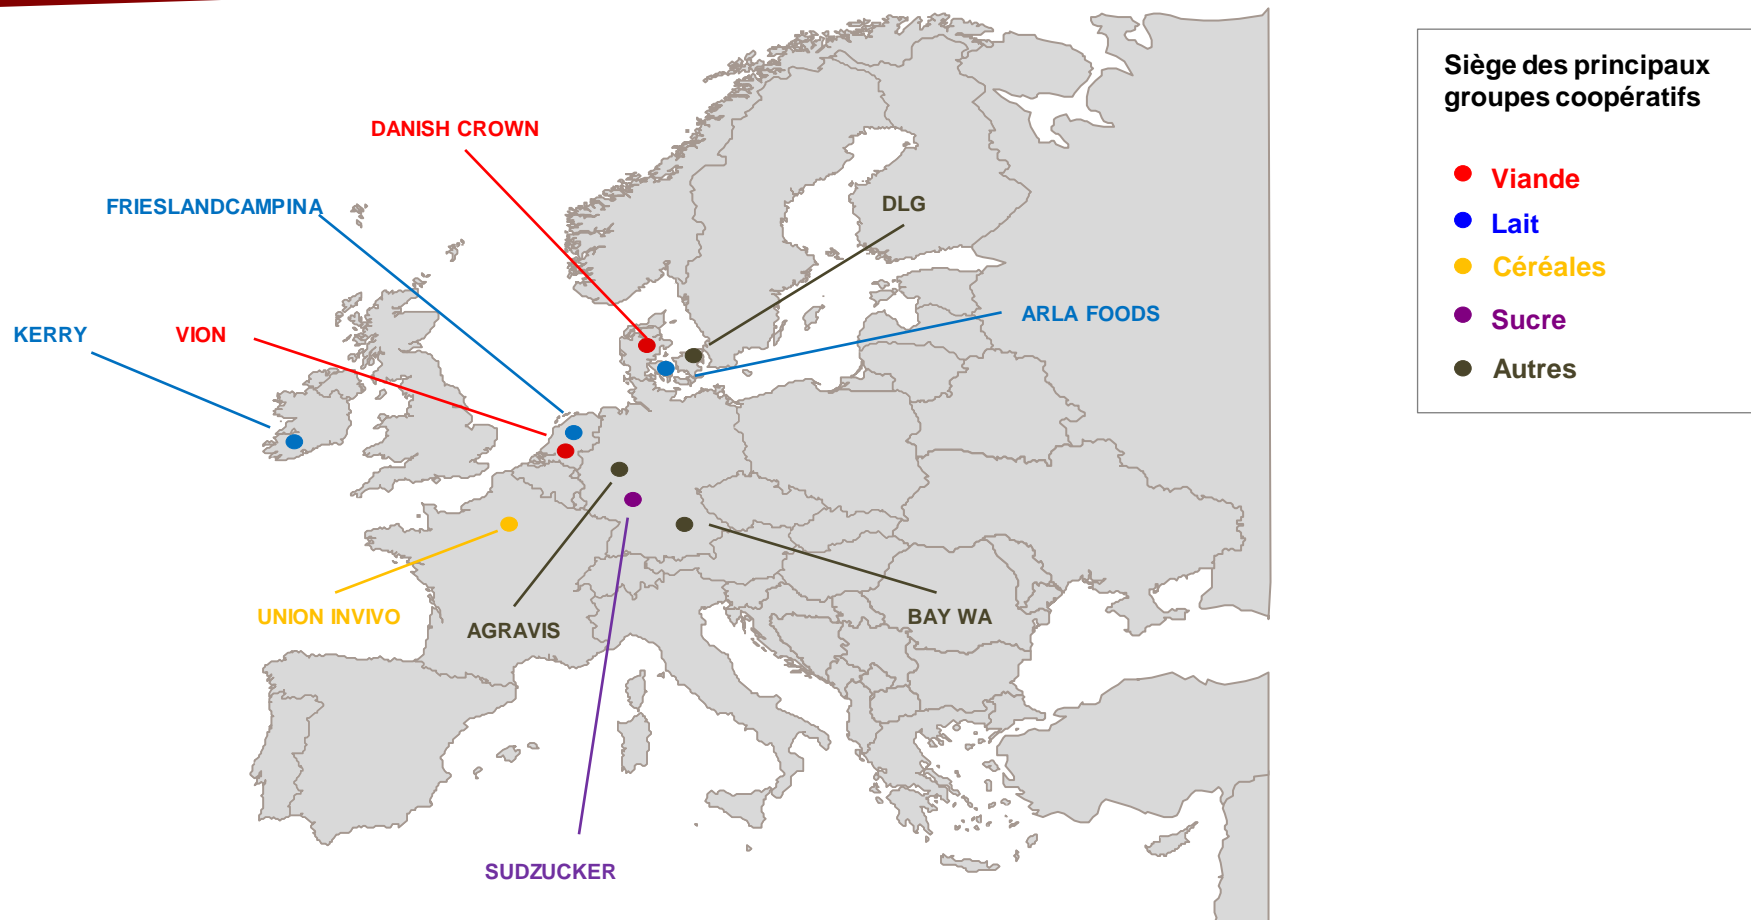 Siège des principaux
groupes coopératifs
Viande
Lait
Céréales
Sucre
Autres
DANISH CROWN
FRIESLANDCAMPINA
DLG
ARLA FOODS
KERRY
VION
UNION INVIVO
AGRAVIS
BAY WA
SUDZUCKER